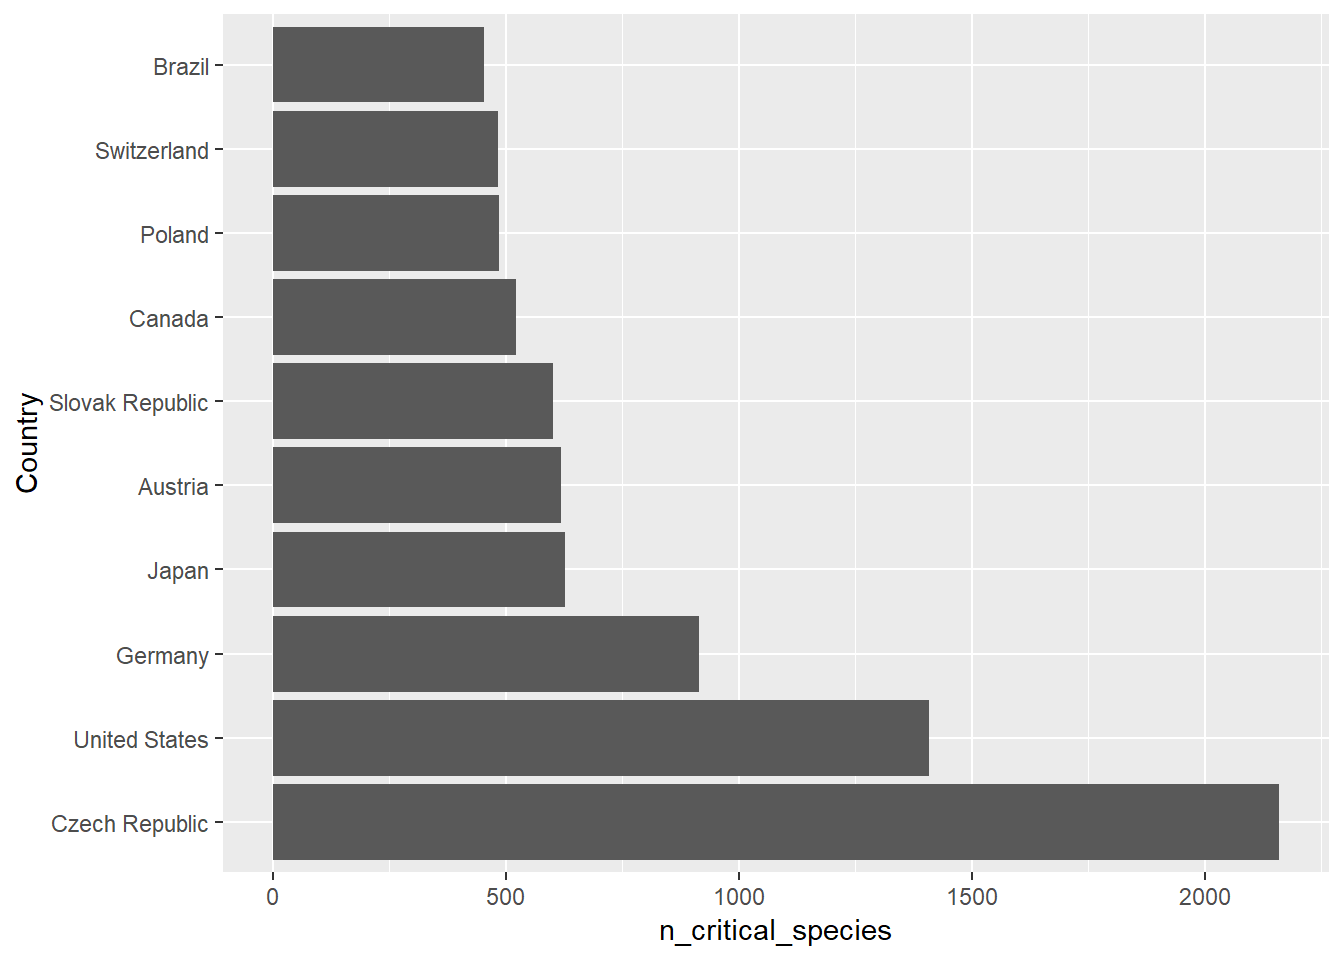 Brazil
Switzerland
Poland
Canada
Slovak Republic
Austria
Japan
Germany
United States
Czech Republic
Country
0 500 1000 1500 2000
n_critical_species